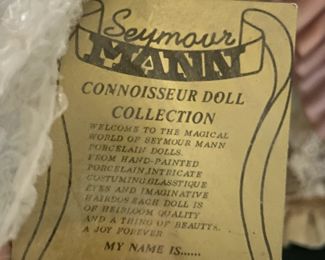 Seymour
MANN
CONNOISSEUR DOLL
COLLECTION
WELCOME TO THE MAGICAL
WORLD OF SEYMOUR MANN
PORCELAIN DOLLS.
FROM HAND-PAINTED
PORCELAIN, INTRICATE
COSTUMING, GLASSTIQUE
EYES AND IMAGINATIVE
HAIRDOS EACH DOLL IS
OF HEIRLOOM QUALITY
AND A THING OF BEAUTYS.
A JOY FOREVER
MY NAME IS......